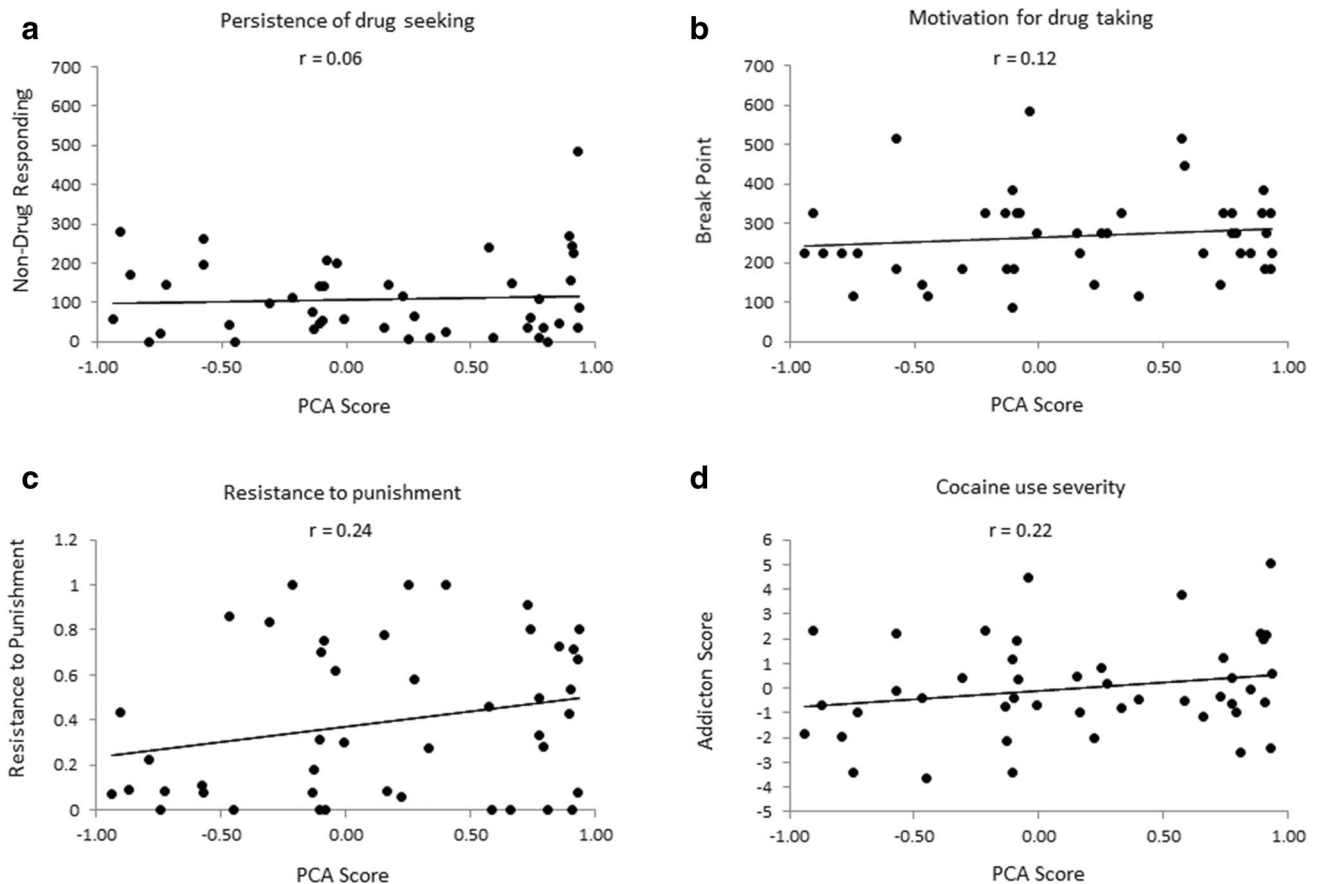 a
Persistence of drug seeking
r = 0.06
Non-Drug Responding
700
600
500
400
300
200
100
0
-1.00 -0.50 0.00 0.50 1.00
PCA Score
b
Motivation for drug taking
r = 0.12
Break Point
700
600
500
400
300
200
100
0
-1.00 -0.50 0.00 0.50 1.00
PCA Score
c
Resistance to punishment
r = 0.24
Resistance to Punishment
1.2
1
0.8
0.6
0.4
0.2
0
-1.00 -0.50 0.00 0.50 1.00
PCA Score
d
Cocaine use severity
r = 0.22
Addicton Score
6
5
4
3
2
1
0
-1
-2
-3
-4
-5
-1.00 -0.50 0.00 0.50 1.00
PCA Score